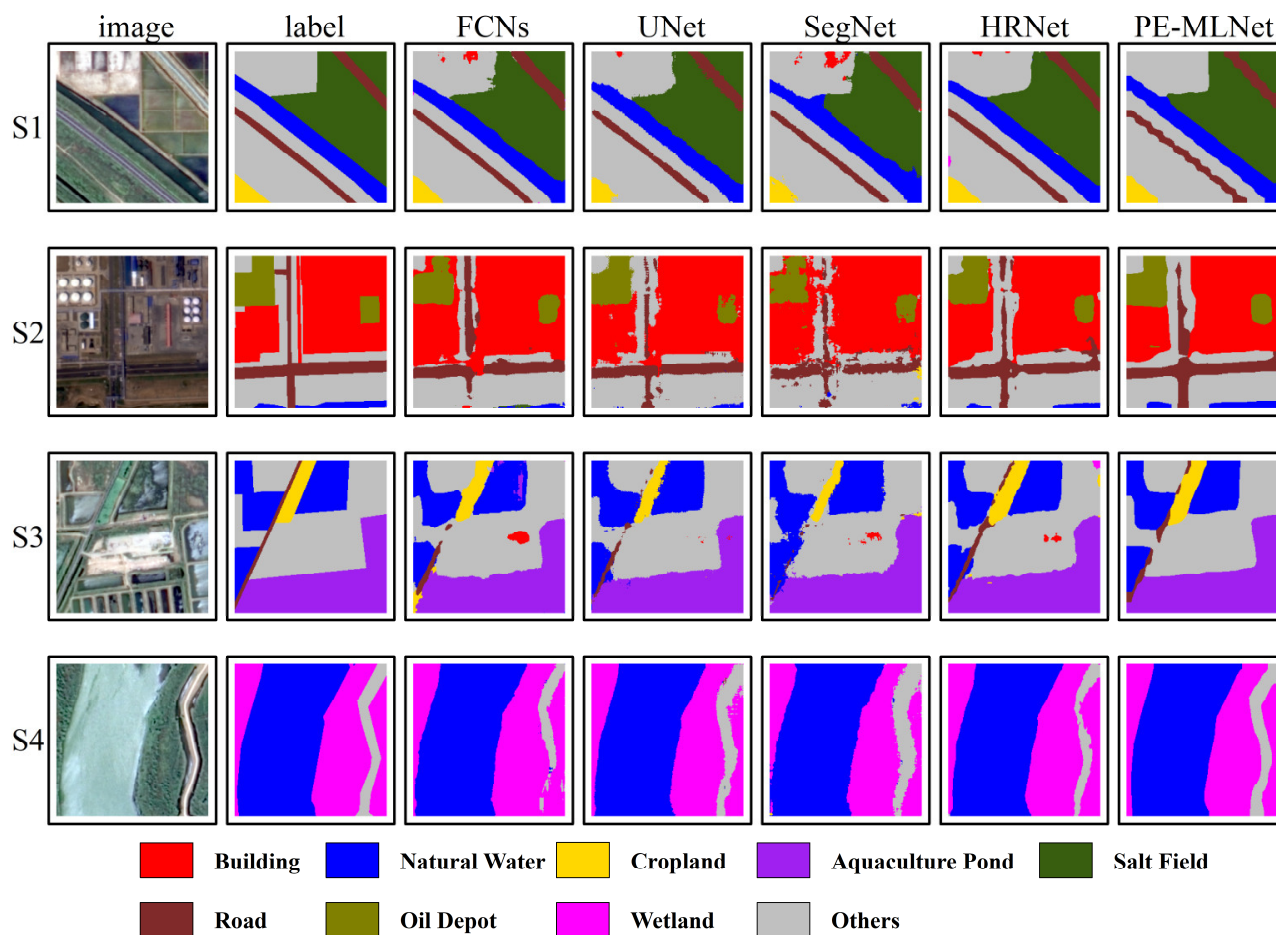 image label FCNs UNet SegNet HRNet PE-MLNet
S1
S2
S3
S4
Building Natural Water Cropland Aquaculture Pond Salt Field
Road Oil Depot Wetland Others